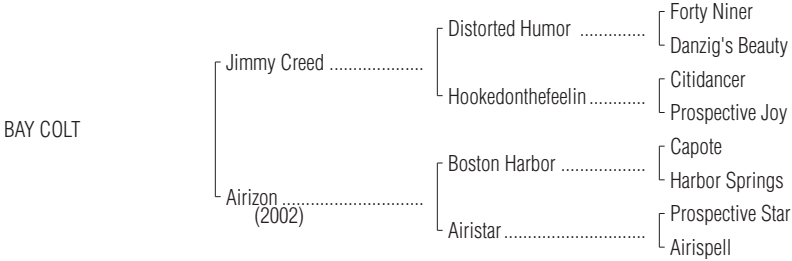 Forty Niner
Distorted Humor ..............
Danzig's Beauty
Jimmy Creed ....................
Citidancer
Hookedonthefeelin ............
Prospective Joy
BAY COLT
Capote
Boston Harbor ..................
Harbor Springs
Airizon ..............................
(2002)
Prospective Star
Airistar ..............................
Airispell